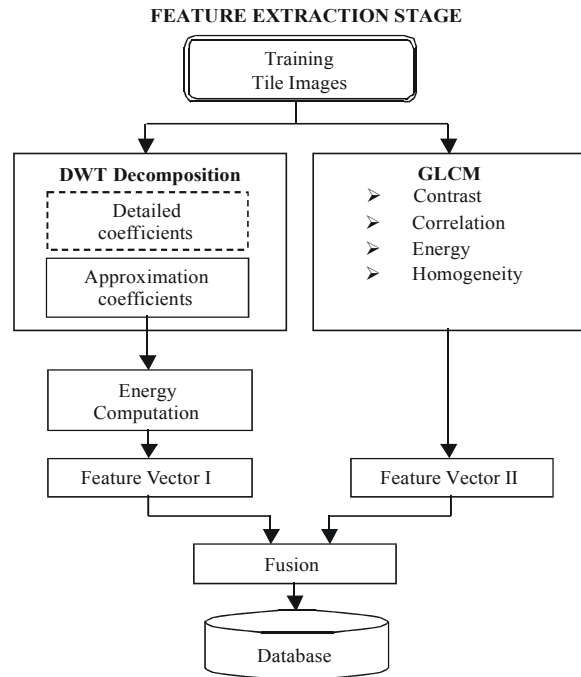 FEATURE EXTRACTION STAGE
Training
Tile Images
DWT Decomposition
Detailed
coefficients
Approximation
coefficients
GLCM
➢ Contrast
➢ Correlation
➢ Energy
➢ Homogeneity
Energy
Computation
Feature Vector I
Feature Vector II
Fusion
Database